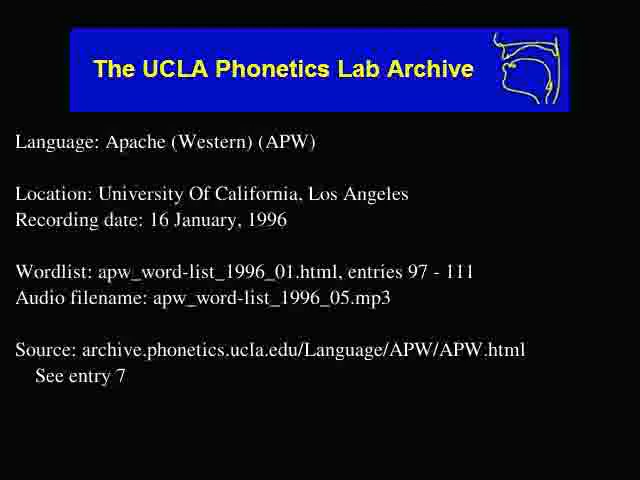 The UCLA Phonetics Lab Archive
Language: Apache (Western) (APW)
Location: University Of California, Los Angeles
Recording date: 16 January, 1996
Wordlist: apw_word-list_1996_01.html, entries 97 - 111
Audio filename: apw_word-list_1996_05.mp3
Source: archive.phonetics.ucla.edu/Language/APW/APW.html
See entry 7